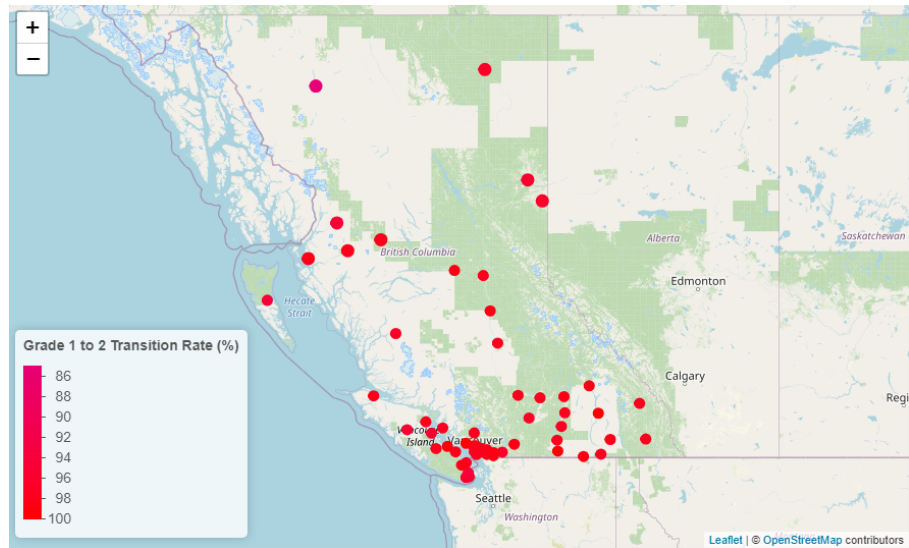 +
−
British Columbia
Alberta
Saskatchewan
Edmonton
Hecate
Strait
Grade 1 to 2 Transition Rate (%)
86
88
90
92
94
96
98
100
Calgary
Regi
Vancouver
Island
Vancouver
Seattle
Washington
Leaflet | © OpenStreetMap contributors